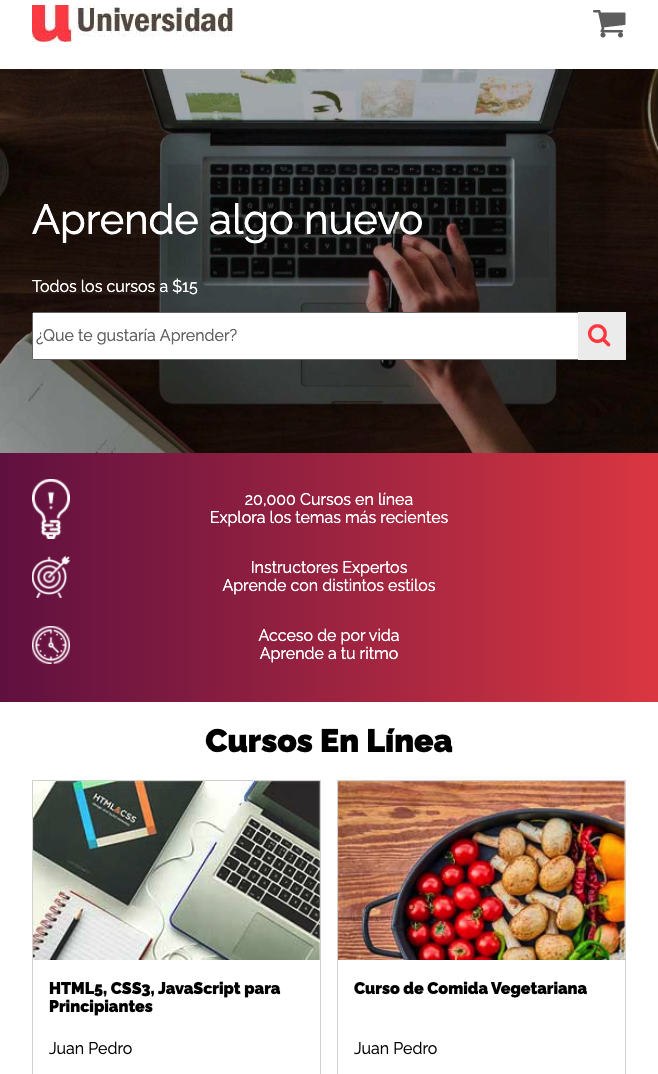 Universidad
Aprende algo nuevo
Todos los cursos a $15
¿Que te gustaría Aprender?
20,000 Cursos en línea
Explora los temas más recientes
Instructores Expertos
Aprende con distintos estilos
Acceso de por vida
Aprende a tu ritmo
Cursos En Línea
HTML&CSS
HTML5, CSS3, JavaScript para
Principiantes
Juan Pedro
Curso de Comida Vegetariana
Juan Pedro